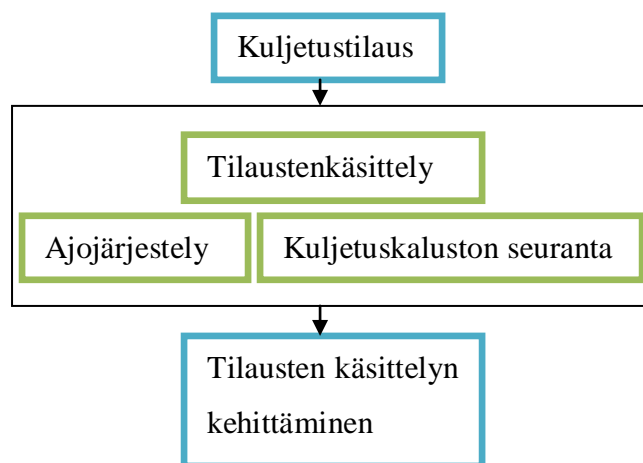 Kuljetustilaus
Tilaustenkäsittely
Ajojärjestely
Kuljetuskaluston seuranta
Tilausten käsittelyn
kehittäminen